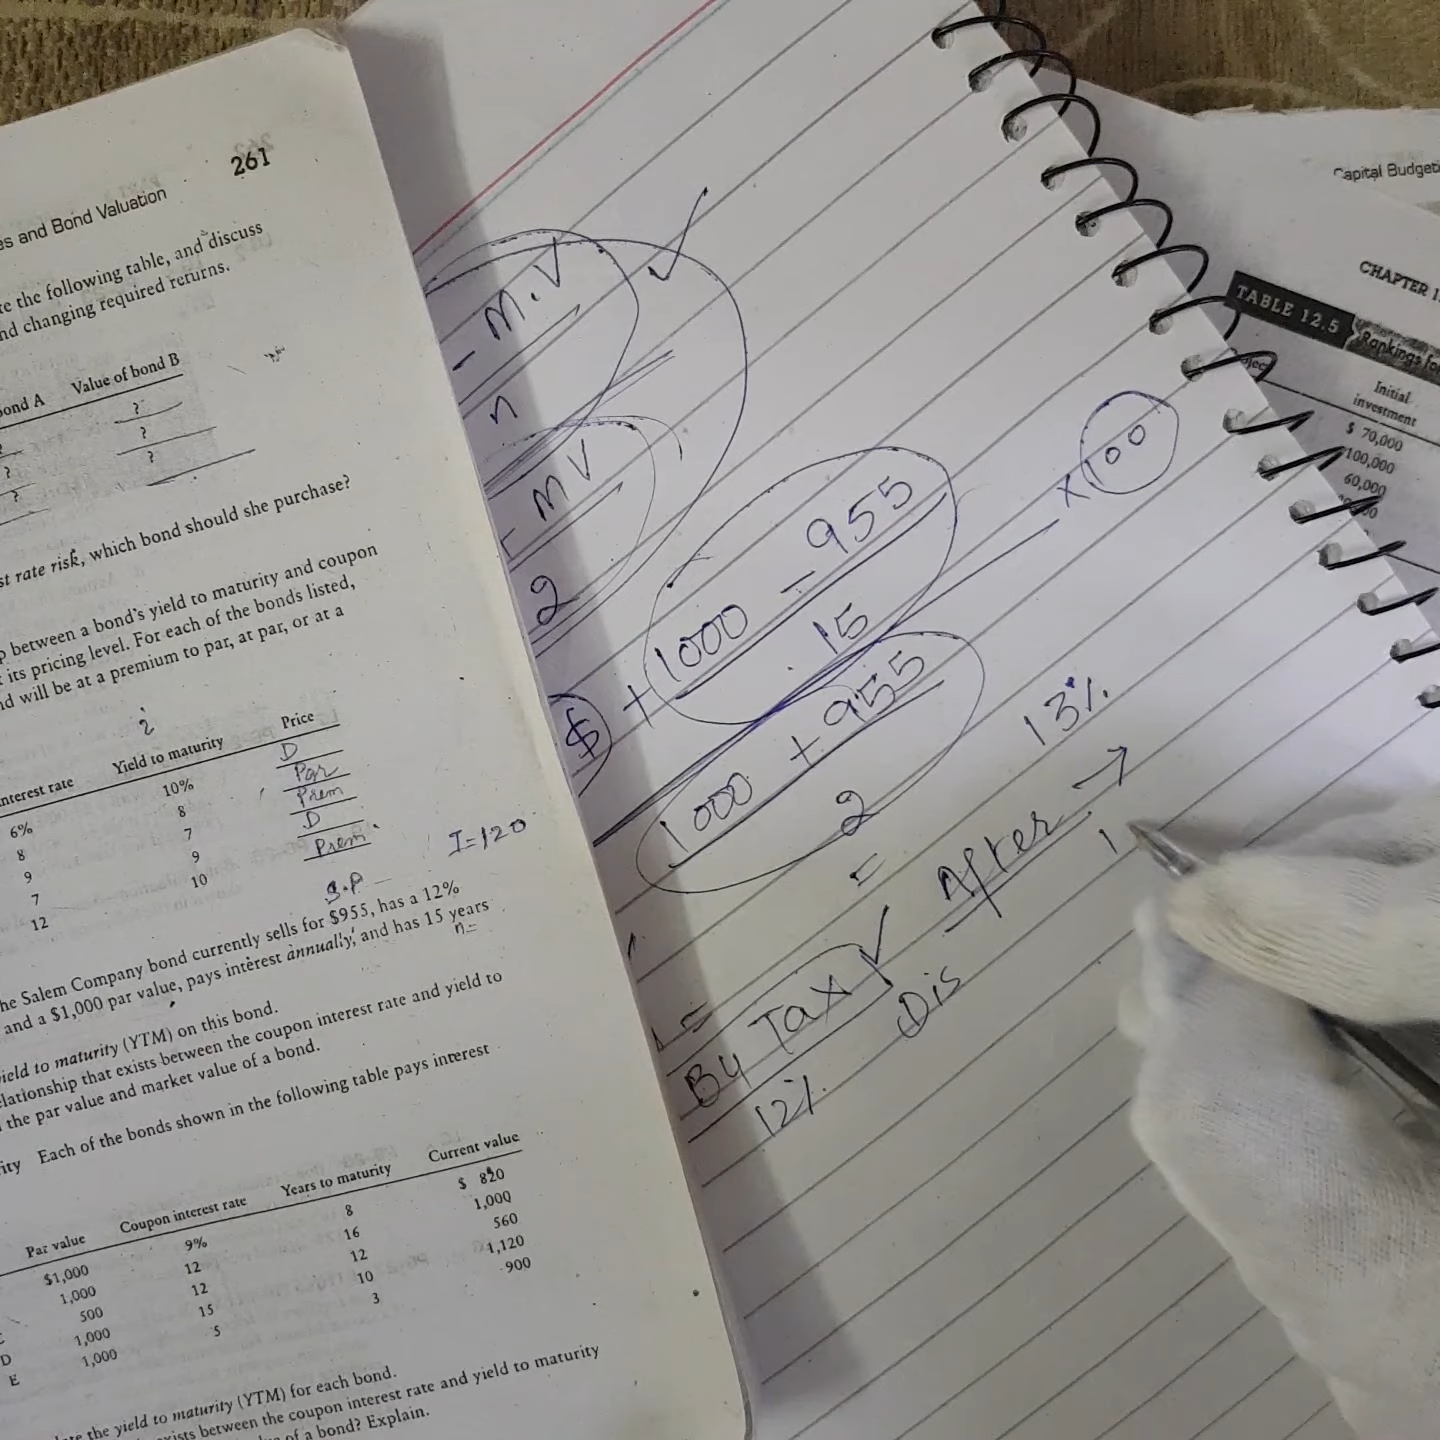 261
es and Bond Valuation
te the following table, and discuss
nd changing required returns.
ond A Value of bond B
? ?
? ?
? ?
st rate risk, which bond should she purchase?
p between a bond's yield to maturity and coupon
t its pricing level. For each of the bonds listed,
nd will be at a premium to par, at par, or at a
nterest rate Yield to maturity Price
6% 10% D
8 8 Par
9 7 Prem
7 9 D
12 10 Prem
I=120
S.P
he Salem Company bond currently sells for $955, has a 12%
and a $1,000 par value, pays interest annually, and has 15 years
n=
yield to maturity (YTM) on this bond.
elationship that exists between the coupon interest rate and yield to
the par value and market value of a bond.
ity Each of the bonds shown in the following table pays interest
Par value Coupon interest rate Years to maturity Current value
$1,000 9% 8 $ 820
1,000 12 16 1,000
500 12 12 560
D 1,000 15 10 1,120
E 1,000 5 3 900
late the yield to maturity (YTM) for each bond.
exists between the coupon interest rate and yield to maturity
of a bond? Explain.
- M.V
n
MV
2
$ + 1000 - 955
15
x 100
1000 + 955
2
= 13%
By Tax After →
12% Dis 1
Capital Budget
CHAPTER 1
TABLE 12.5 Rankings fo
Initial
investment
$ 70,000
100,000
60,000